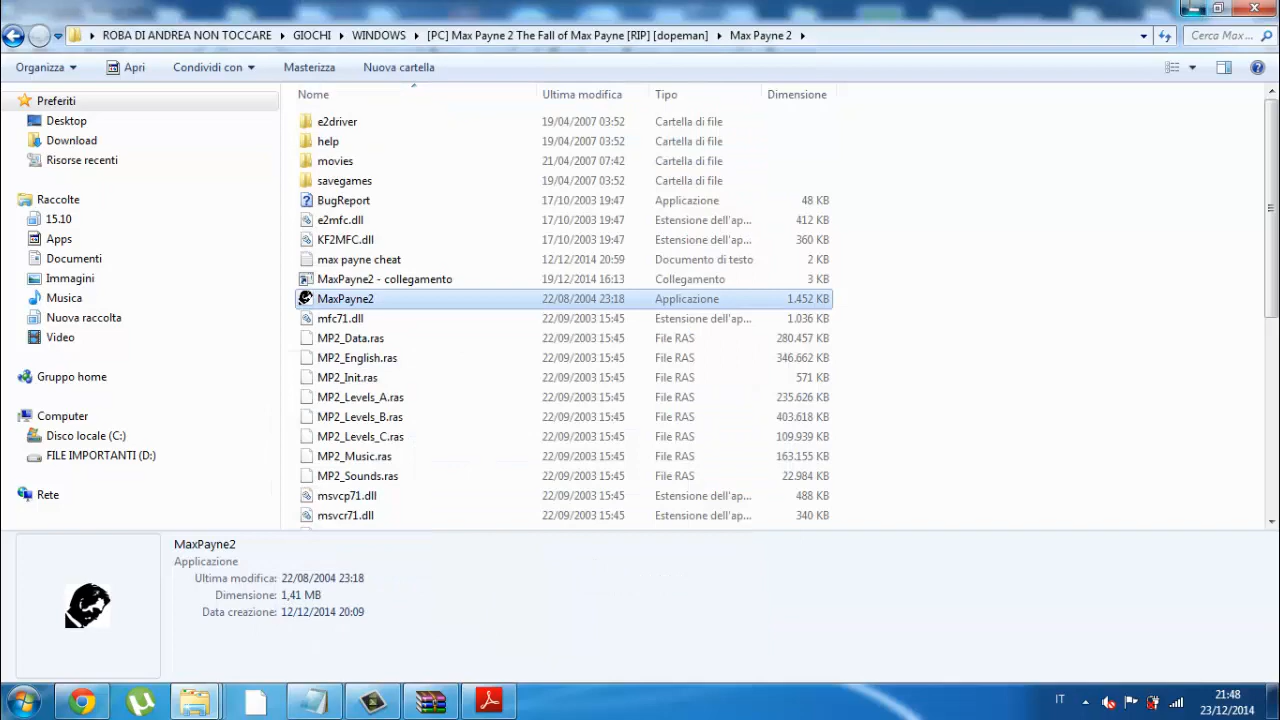 ROBA DI ANDREA NON TOCCARE GIOCHI WINDOWS [PC] Max Payne 2 The Fall of Max Payne [RIP] [dopeman] Max Payne 2 Cerca Max ...
Organizza Apri Condividi con Masterizza Nuova cartella
Preferiti
Desktop
Download
Risorse recenti
Raccolte
15.10
Apps
Documenti
Immagini
Musica
Nuova raccolta
Video
Gruppo home
Computer
Disco locale (C:)
FILE IMPORTANTI (D:)
Rete
Nome Ultima modifica Tipo Dimensione
e2driver 19/04/2007 03:52 Cartella di file
help 19/04/2007 03:52 Cartella di file
movies 21/04/2007 07:42 Cartella di file
savegames 19/04/2007 03:52 Cartella di file
BugReport 17/10/2003 19:47 Applicazione 48 KB
e2mfc.dll 17/10/2003 19:47 Estensione dell'ap... 412 KB
KF2MFC.dll 17/10/2003 19:47 Estensione dell'ap... 360 KB
max payne cheat 12/12/2014 20:59 Documento di testo 2 KB
MaxPayne2 - collegamento 19/12/2014 16:13 Collegamento 3 KB
MaxPayne2 22/08/2004 23:18 Applicazione 1.452 KB
mfc71.dll 22/09/2003 15:45 Estensione dell'ap... 1.036 KB
MP2_Data.ras 22/09/2003 15:45 File RAS 280.457 KB
MP2_English.ras 22/09/2003 15:45 File RAS 346.662 KB
MP2_Init.ras 22/09/2003 15:45 File RAS 571 KB
MP2_Levels_A.ras 22/09/2003 15:45 File RAS 235.626 KB
MP2_Levels_B.ras 22/09/2003 15:45 File RAS 403.618 KB
MP2_Levels_C.ras 22/09/2003 15:45 File RAS 109.939 KB
MP2_Music.ras 22/09/2003 15:45 File RAS 163.155 KB
MP2_Sounds.ras 22/09/2003 15:45 File RAS 22.984 KB
msvcp71.dll 22/09/2003 15:45 Estensione dell'ap... 488 KB
msvcr71.dll 22/09/2003 15:45 Estensione dell'ap... 340 KB
MaxPayne2
Applicazione
Ultima modifica: 22/08/2004 23:18
Dimensione: 1,41 MB
Data creazione: 12/12/2014 20:09
IT
21:48
23/12/2014